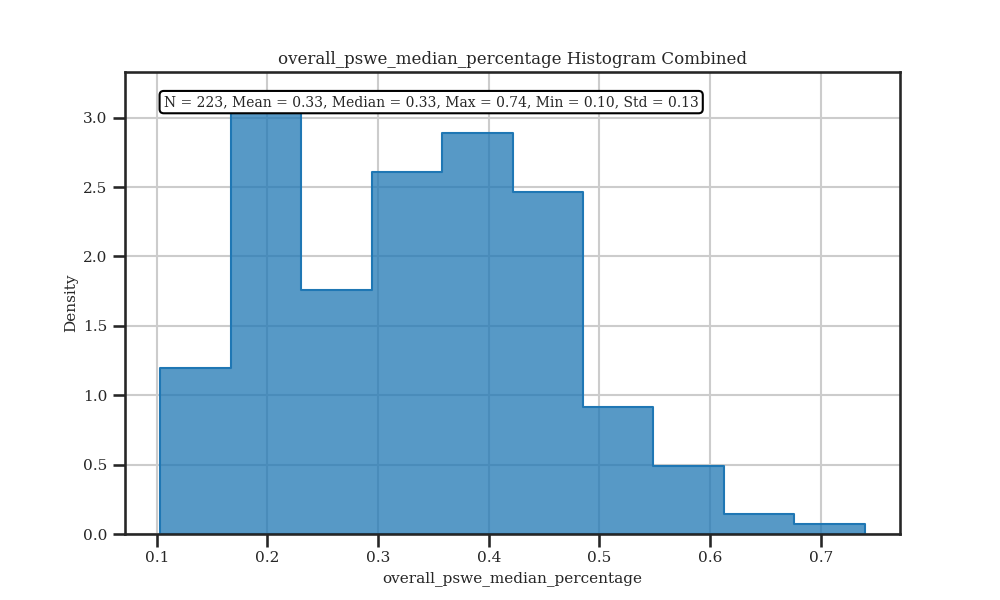 overall_pswe_median_percentage Histogram Combined
N = 223, Mean = 0.33, Median = 0.33, Max = 0.74, Min = 0.10, Std = 0.13
3.0
2.5
2.0
1.5
1.0
0.5
0.0
Density
0.1 0.2 0.3 0.4 0.5 0.6 0.7
overall_pswe_median_percentage